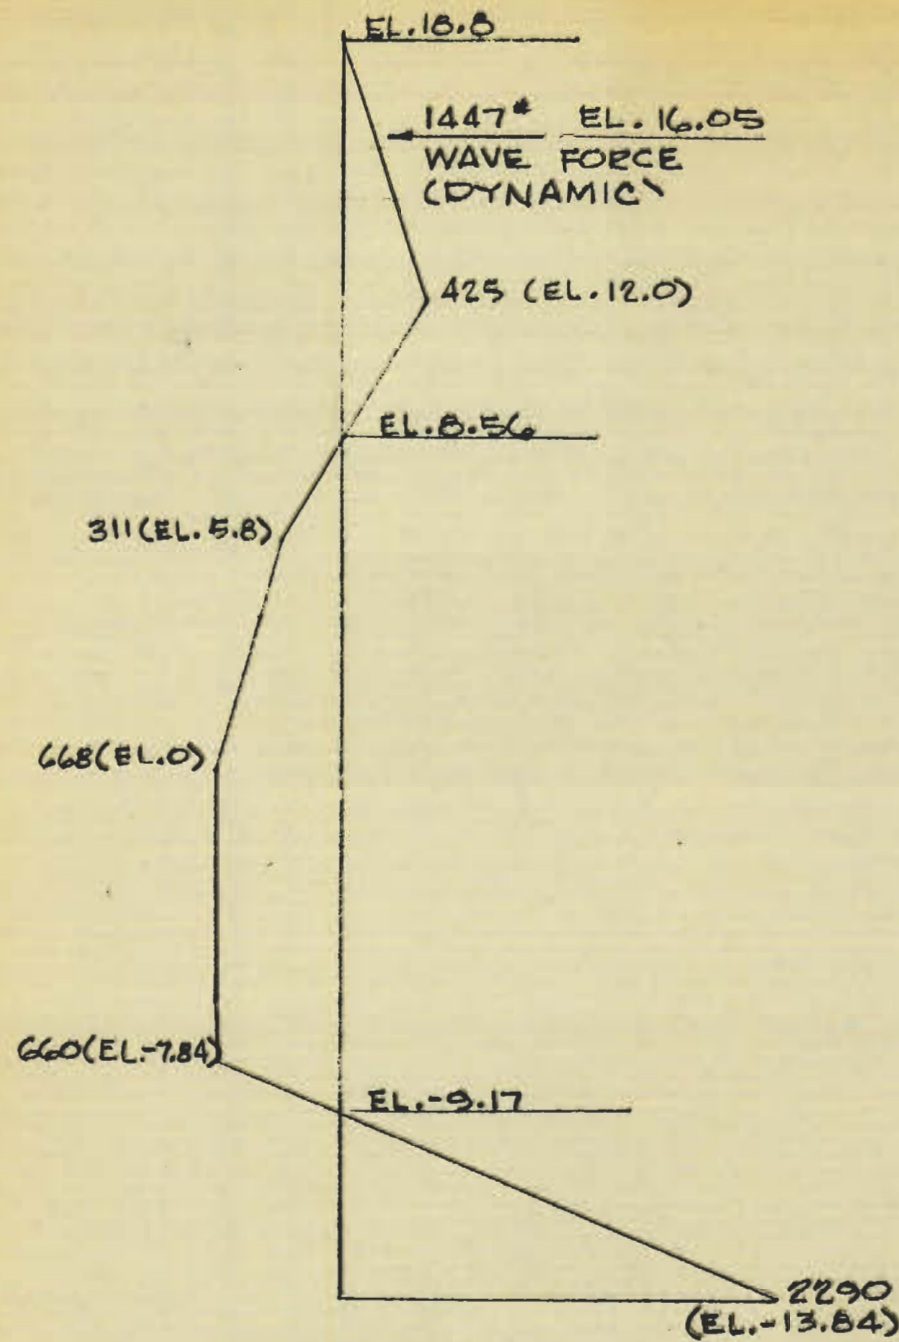 EL.18.8
1447# EL. 16.05
WAVE FORCE
(DYNAMIC)
425 (EL.12.0)
EL.8.56
311(EL.5.8)
668(EL.0)
660(EL.-7.84)
EL.-9.17
2290
(EL.-13.84)